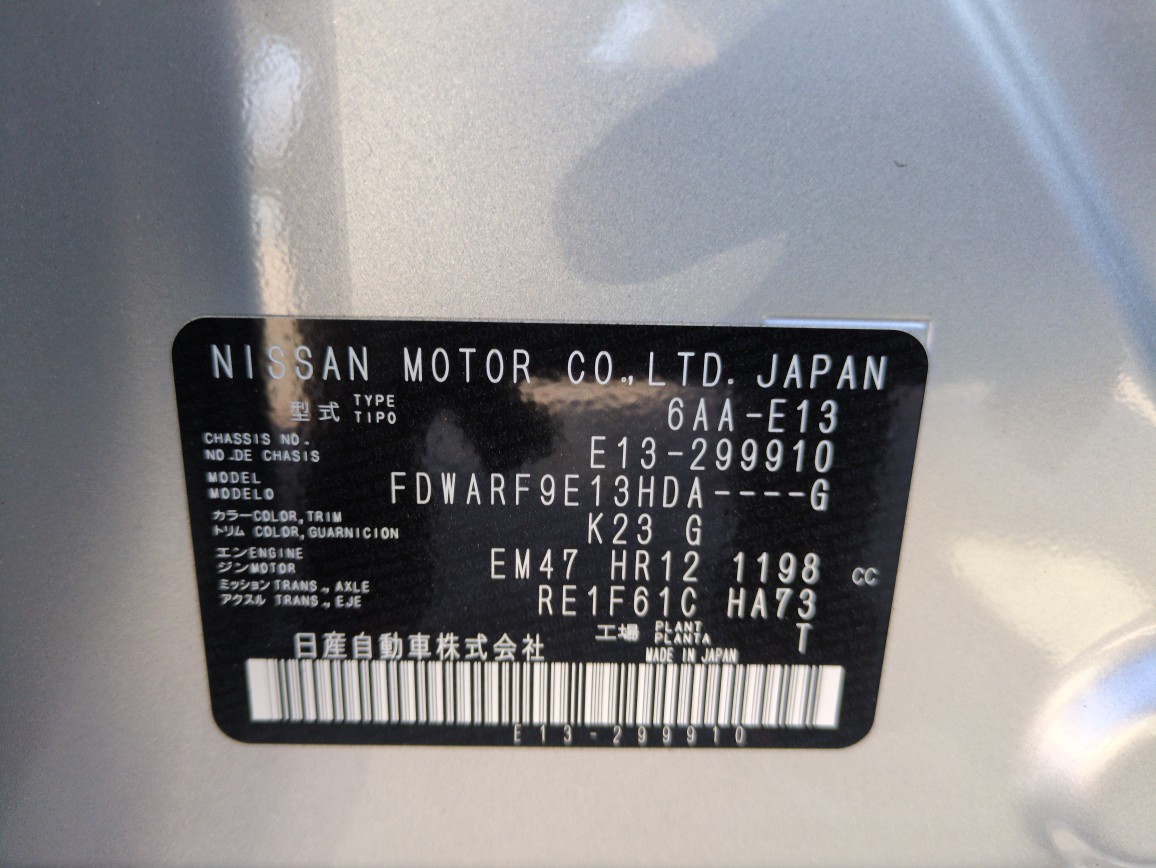 NISSAN MOTOR CO.,LTD. JAPAN
型式 TYPE TIPO 6AA-E13
CHASSIS NO.
NO.DE CHASIS E13-299910
MODEL
MODELO FDWARF9E13HDA----G
カラーCOLOR,TRIM
トリム COLOR,GUARNICION K23 G
エンENGINE
ジンMOTOR EM47 HR12 1198 CC
ミッションTRANS., AXLE
アクスル TRANS., EJE RE1F61C HA73
工場 PLANT PLANTA T
日産自動車株式会社 MADE IN JAPAN
E13-299910